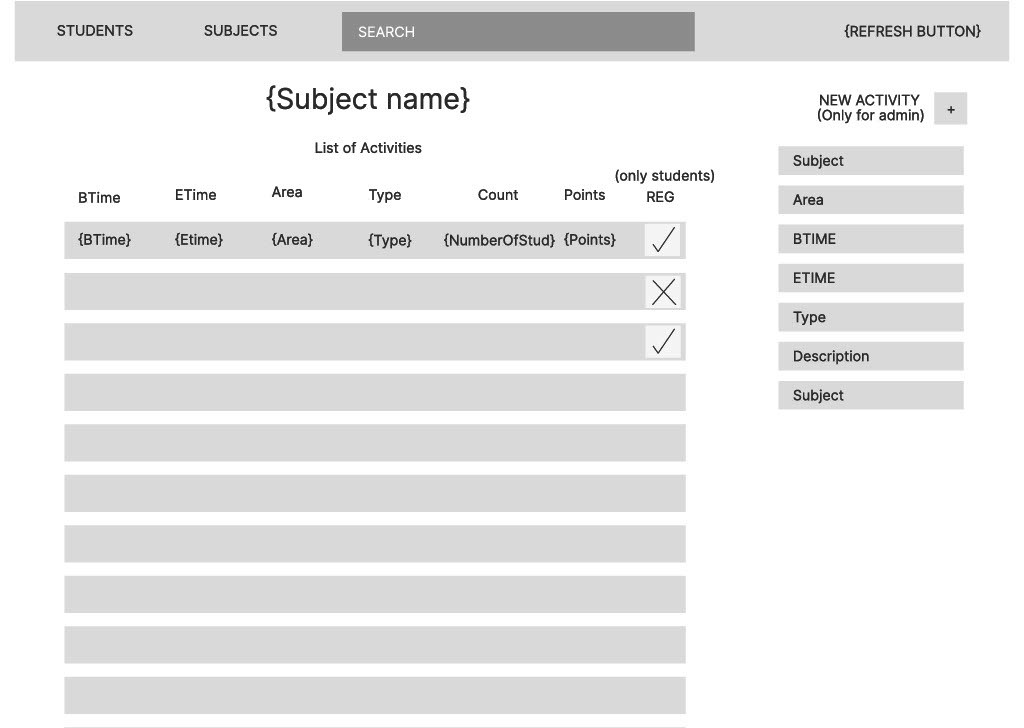 STUDENTS SUBJECTS SEARCH {REFRESH BUTTON}
{Subject name}
List of Activities
(only students)
BTime ETime Area Type Count Points REG
{BTime} {Etime} {Area} {Type} {NumberOfStud} {Points}
NEW ACTIVITY
(Only for admin) +
Subject
Area
BTIME
ETIME
Type
Description
Subject